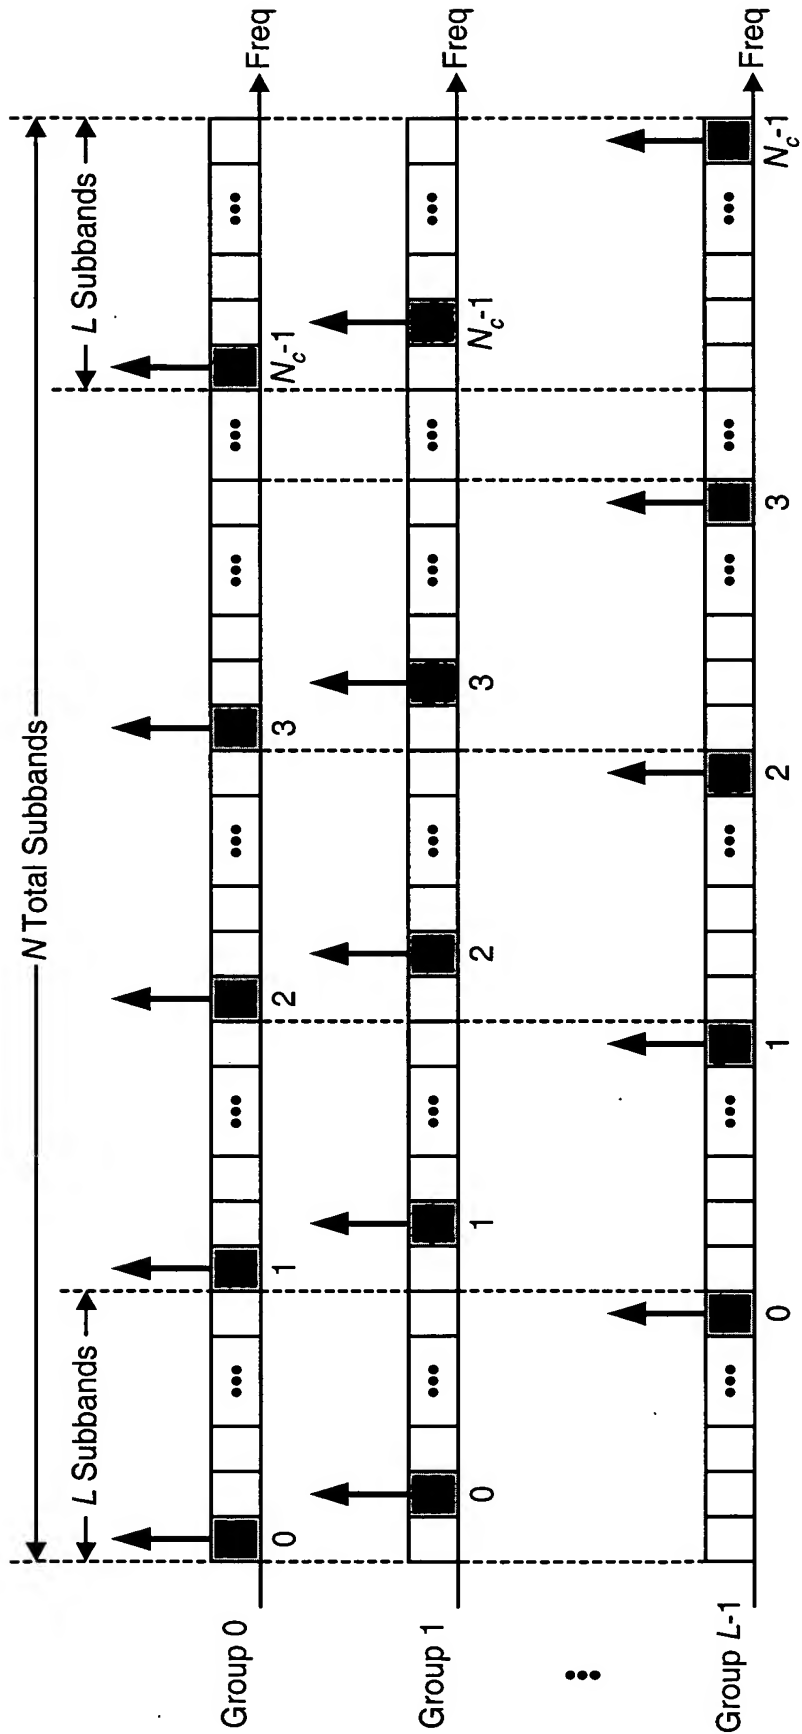 N Total Subbands
L Subbands
L Subbands
Group 0
Freq
0
1
2
3
N_c-1
Group 1
Freq
0
1
2
3
N_c-1
•••
Group L-1
Freq
0
1
2
3
N_c-1